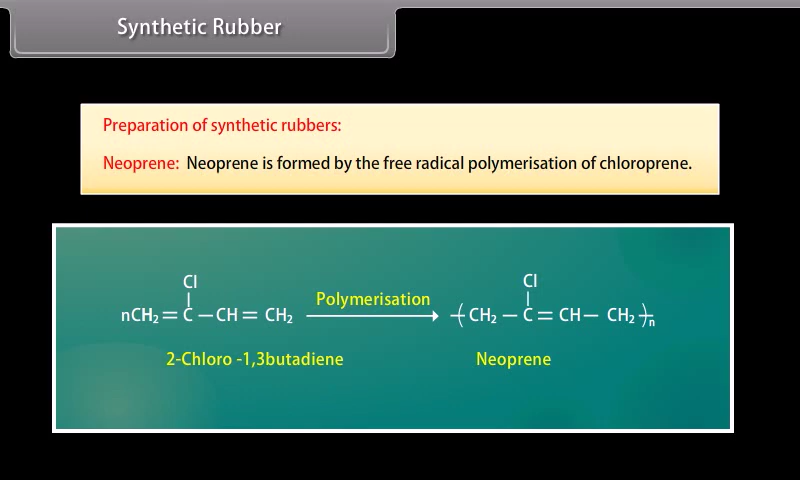 Synthetic Rubber
Preparation of synthetic rubbers:
Neoprene: Neoprene is formed by the free radical polymerisation of chloroprene.
Cl
Cl
Polymerisation
nCH₂ = C — CH = CH₂
( CH₂ — C = CH — CH₂ )n
2-Chloro -1,3butadiene
Neoprene